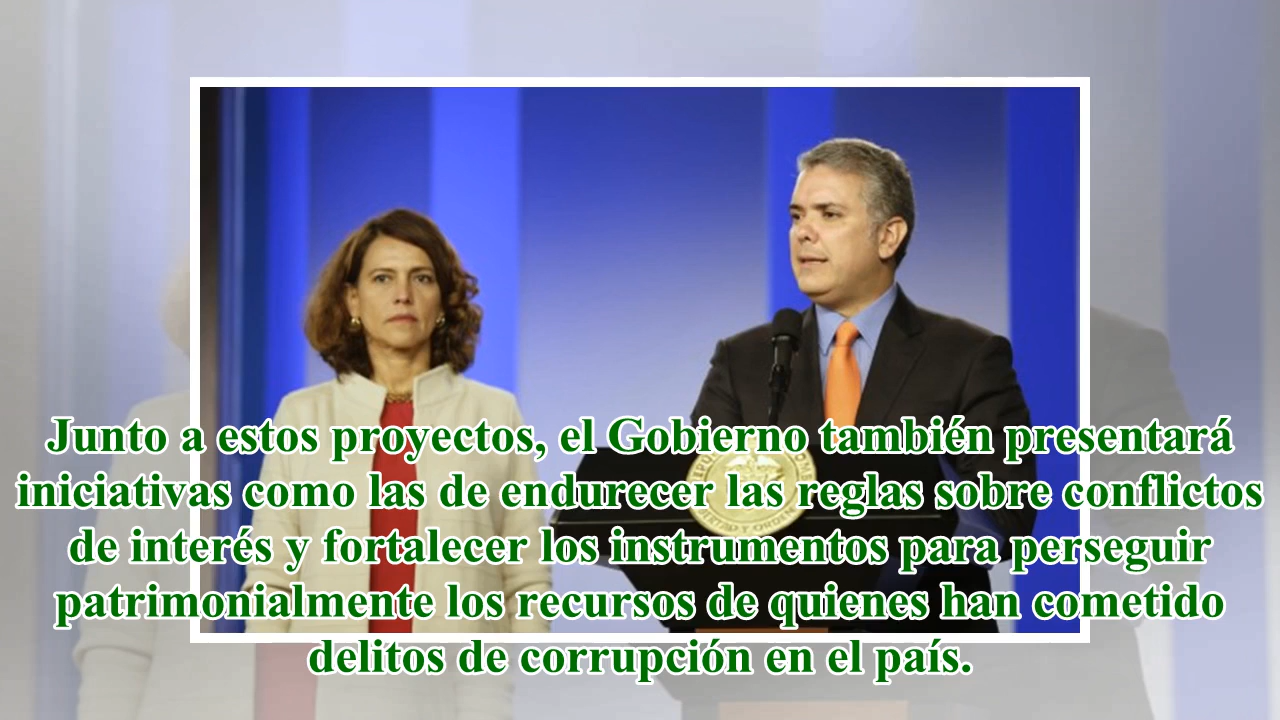 Junto a estos proyectos, el Gobierno también presentará
iniciativas como las de endurecer las reglas sobre conflictos
de interés y fortalecer los instrumentos para perseguir
patrimonialmente los recursos de quienes han cometido
delitos de corrupción en el país.